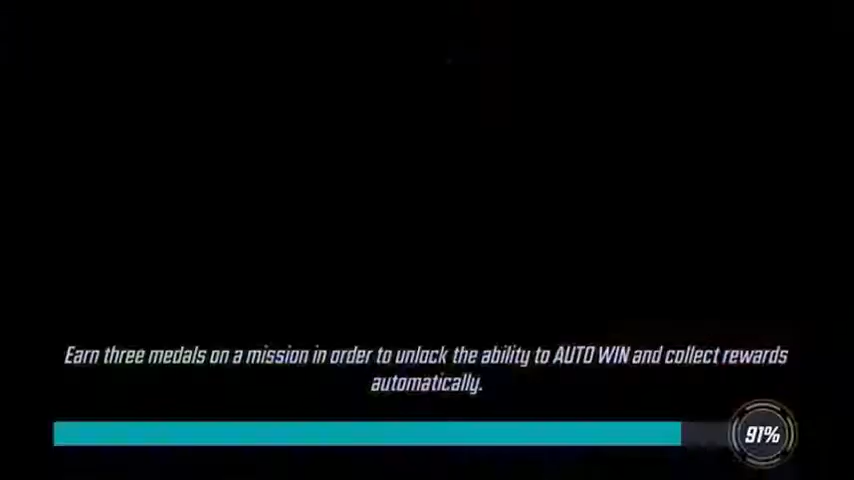 Earn three medals on a mission in order to unlock the ability to AUTO WIN and collect rewards
automatically.
91%